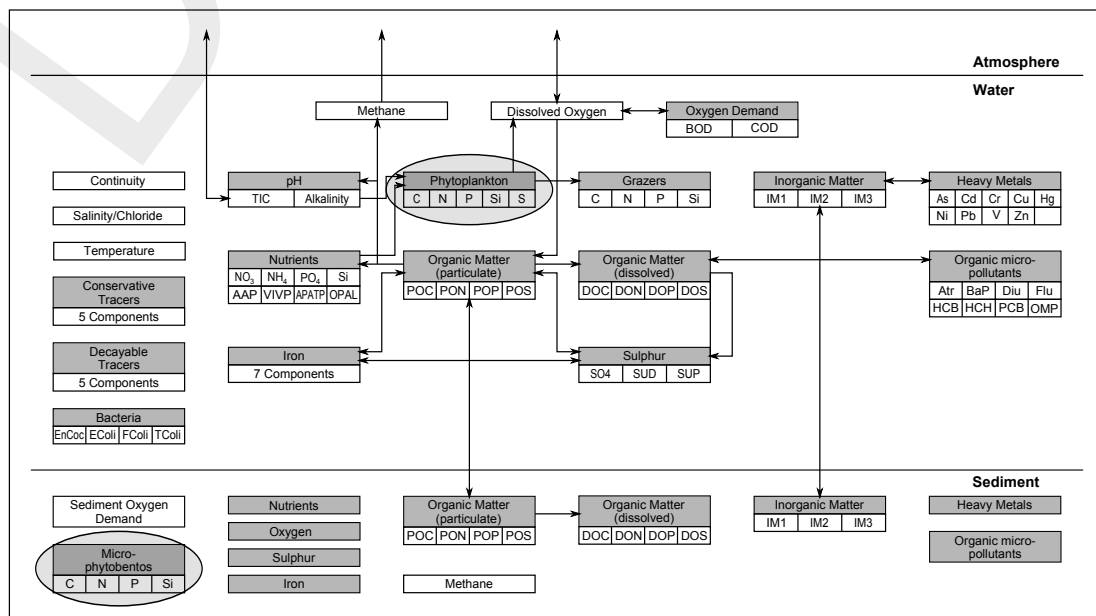 Atmosphere
Water
Methane
Dissolved Oxygen
Oxygen Demand
BOD COD
Continuity
pH
TIC Alkalinity
Phytoplankton
C N P Si S
Grazers
C N P Si
Inorganic Matter
IM1 IM2 IM3
Heavy Metals
As Cd Cr Cu Hg
Ni Pb V Zn
Salinity/Chloride
Temperature
Nutrients
NO3 NH4 PO4 Si
AAP VIVP APATP OPAL
Organic Matter
(particulate)
POC PON POP POS
Organic Matter
(dissolved)
DOC DON DOP DOS
Organic micro-
pollutants
Atr BaP Diu Flu
HCB HCH PCB OMP
Conservative
Tracers
5 Components
Decayable
Tracers
5 Components
Iron
7 Components
Sulphur
SO4 SUD SUP
Bacteria
EnCoc EColi FColi TColi
Sediment
Sediment Oxygen
Demand
Nutrients
Organic Matter
(particulate)
POC PON POP POS
Organic Matter
(dissolved)
DOC DON DOP DOS
Inorganic Matter
IM1 IM2 IM3
Heavy Metals
Oxygen
Micro-
phytobentos
C N P Si
Sulphur
Organic micro-
pollutants
Iron
Methane